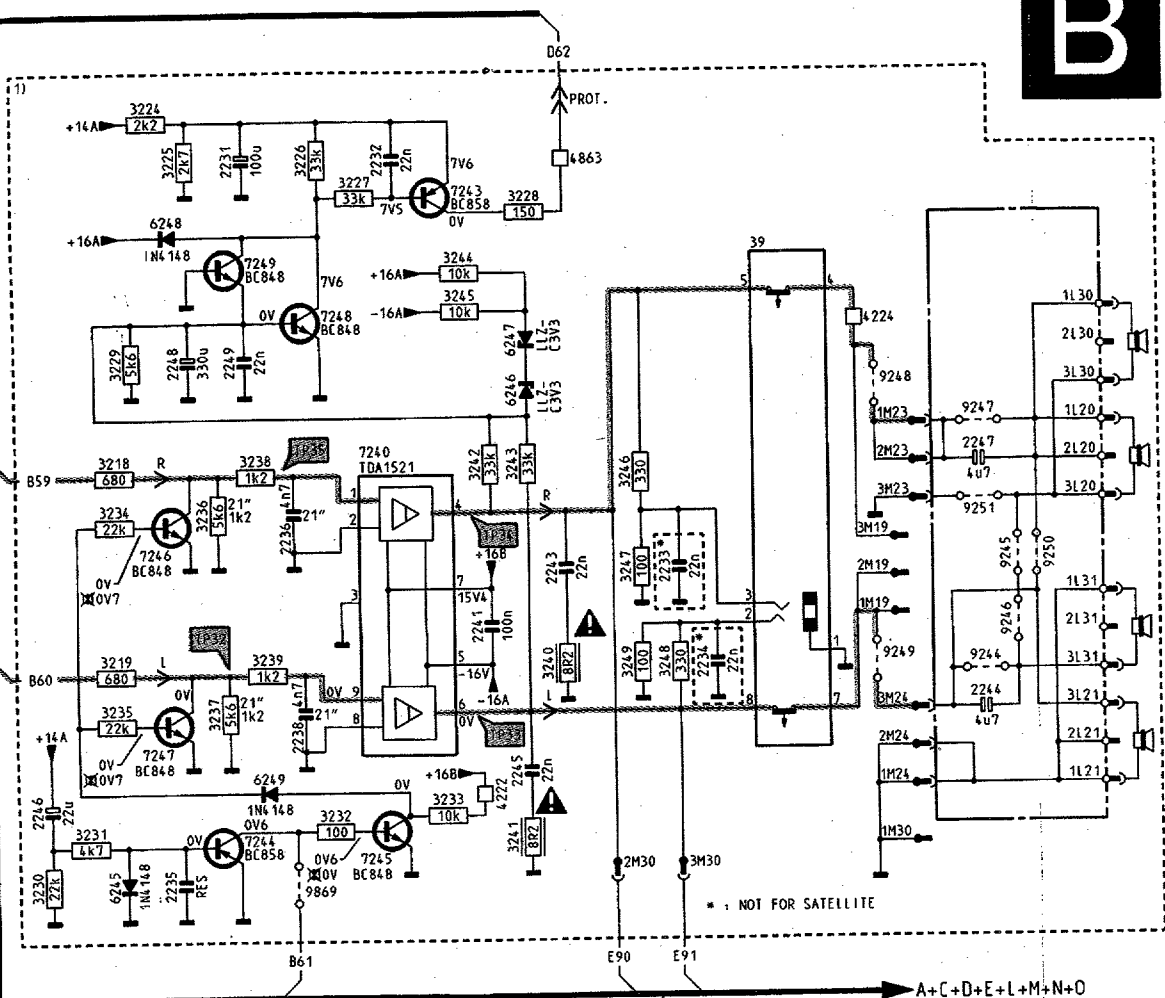 B
D62
1)
PROT.
+14A
3224
2k2
3225
2k7
2231
100u
3226
33k
2232
22n
7V6
4863
3227
33k
7V5
7243
BC858
0V
3228
150
+16A
6248
1N4148
7249
BC848
7V6
0V
7248
BC848
+16A
3244
10k
-16A
3245
10k
6247
LLZ-
C3V3
6246
LLZ-
C3V3
3229
5k6
2248
330u
2249
22n
39
5
4
4224
9248
1M23
2M23
3M23
3M19
2M19
1M19
9249
3M24
2M24
1M24
1M30
9247
2247
4u7
9251
9245
9250
9246
9244
2244
4u7
1L30
2L30
3L30
1L20
2L20
3L20
1L31
2L31
3L31
3L21
2L21
1L21
B59
3218
680
R
3238
1k2
TP35
7240
TDA1521
3242
33k
3243
33k
3246
330
3234
22k
7246
BC848
0V
0V7
3236
5k6
21"
1k2
4n7
21"
2236
1
2
4
R
TP34
+16B
7
15V4
3
2241
100n
5
-16V
-16A
2243
22n
3240
8R2
3247
100
*
2233
22n
3
2
1
3249
100
3248
330
*
2234
22n
8
7
B60
3219
680
L
TP32
3239
1k2
0V
3235
22k
7247
BC848
0V
0V7
3237
5k6
21"
1k2
4n7
21"
2238
0V
9
8
6
0V
TP33
L
2245
22n
3241
8R2
+14A
2246
22u
3231
4k7
3230
22k
6245
1N4148
2235
RES
6249
1N4148
0V
0V6
7244
BC858
3232
100
0V6
0V
9869
0V
7245
BC848
3233
10k
+16B
4222
2M30
3M30
* : NOT FOR SATELLITE
B61
E90
E91
A+C+D+E+L+M+N+O